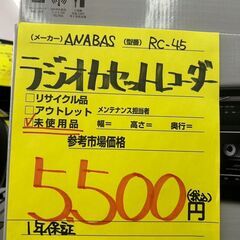 (メーカー) ANABAS (型番) RC-45
ラジオカセットレコーダー
□リサイクル品
□アウトレット メンテナンス担当者
☑未使用品 幅= 高さ= 奥行=
参考市場価格
5,500円(税込)
1年保証